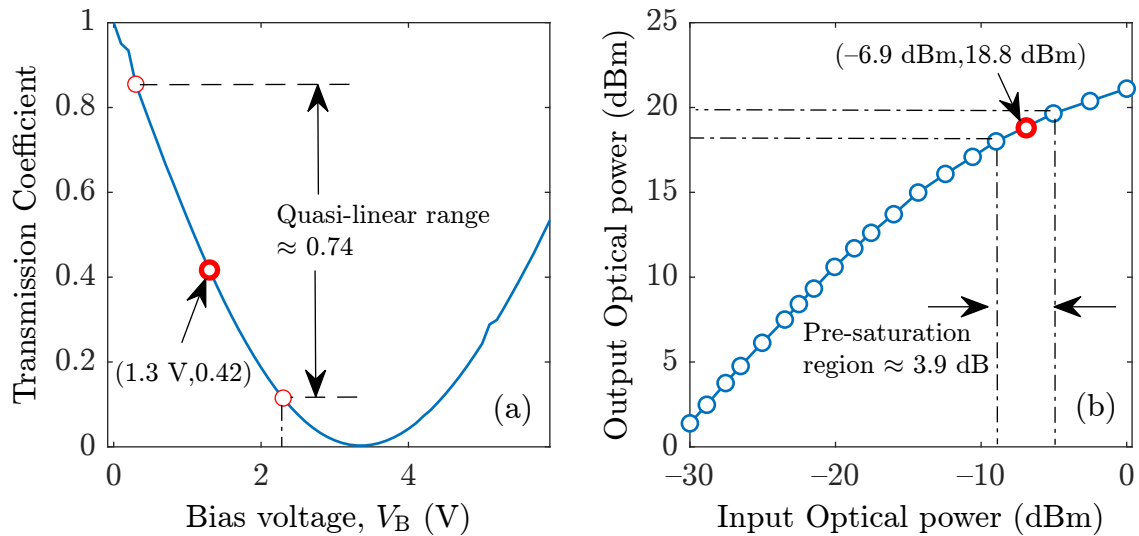 1
0.8
0.6
0.4
0.2
0
0
2
4
Transmission Coefficient
Bias voltage, V_B (V)
Quasi-linear range
≈ 0.74
(1.3 V,0.42)
(a)
25
20
15
10
5
0
−30
−20
−10
0
Output Optical power (dBm)
Input Optical power (dBm)
(–6.9 dBm,18.8 dBm)
Pre-saturation
region ≈ 3.9 dB
(b)